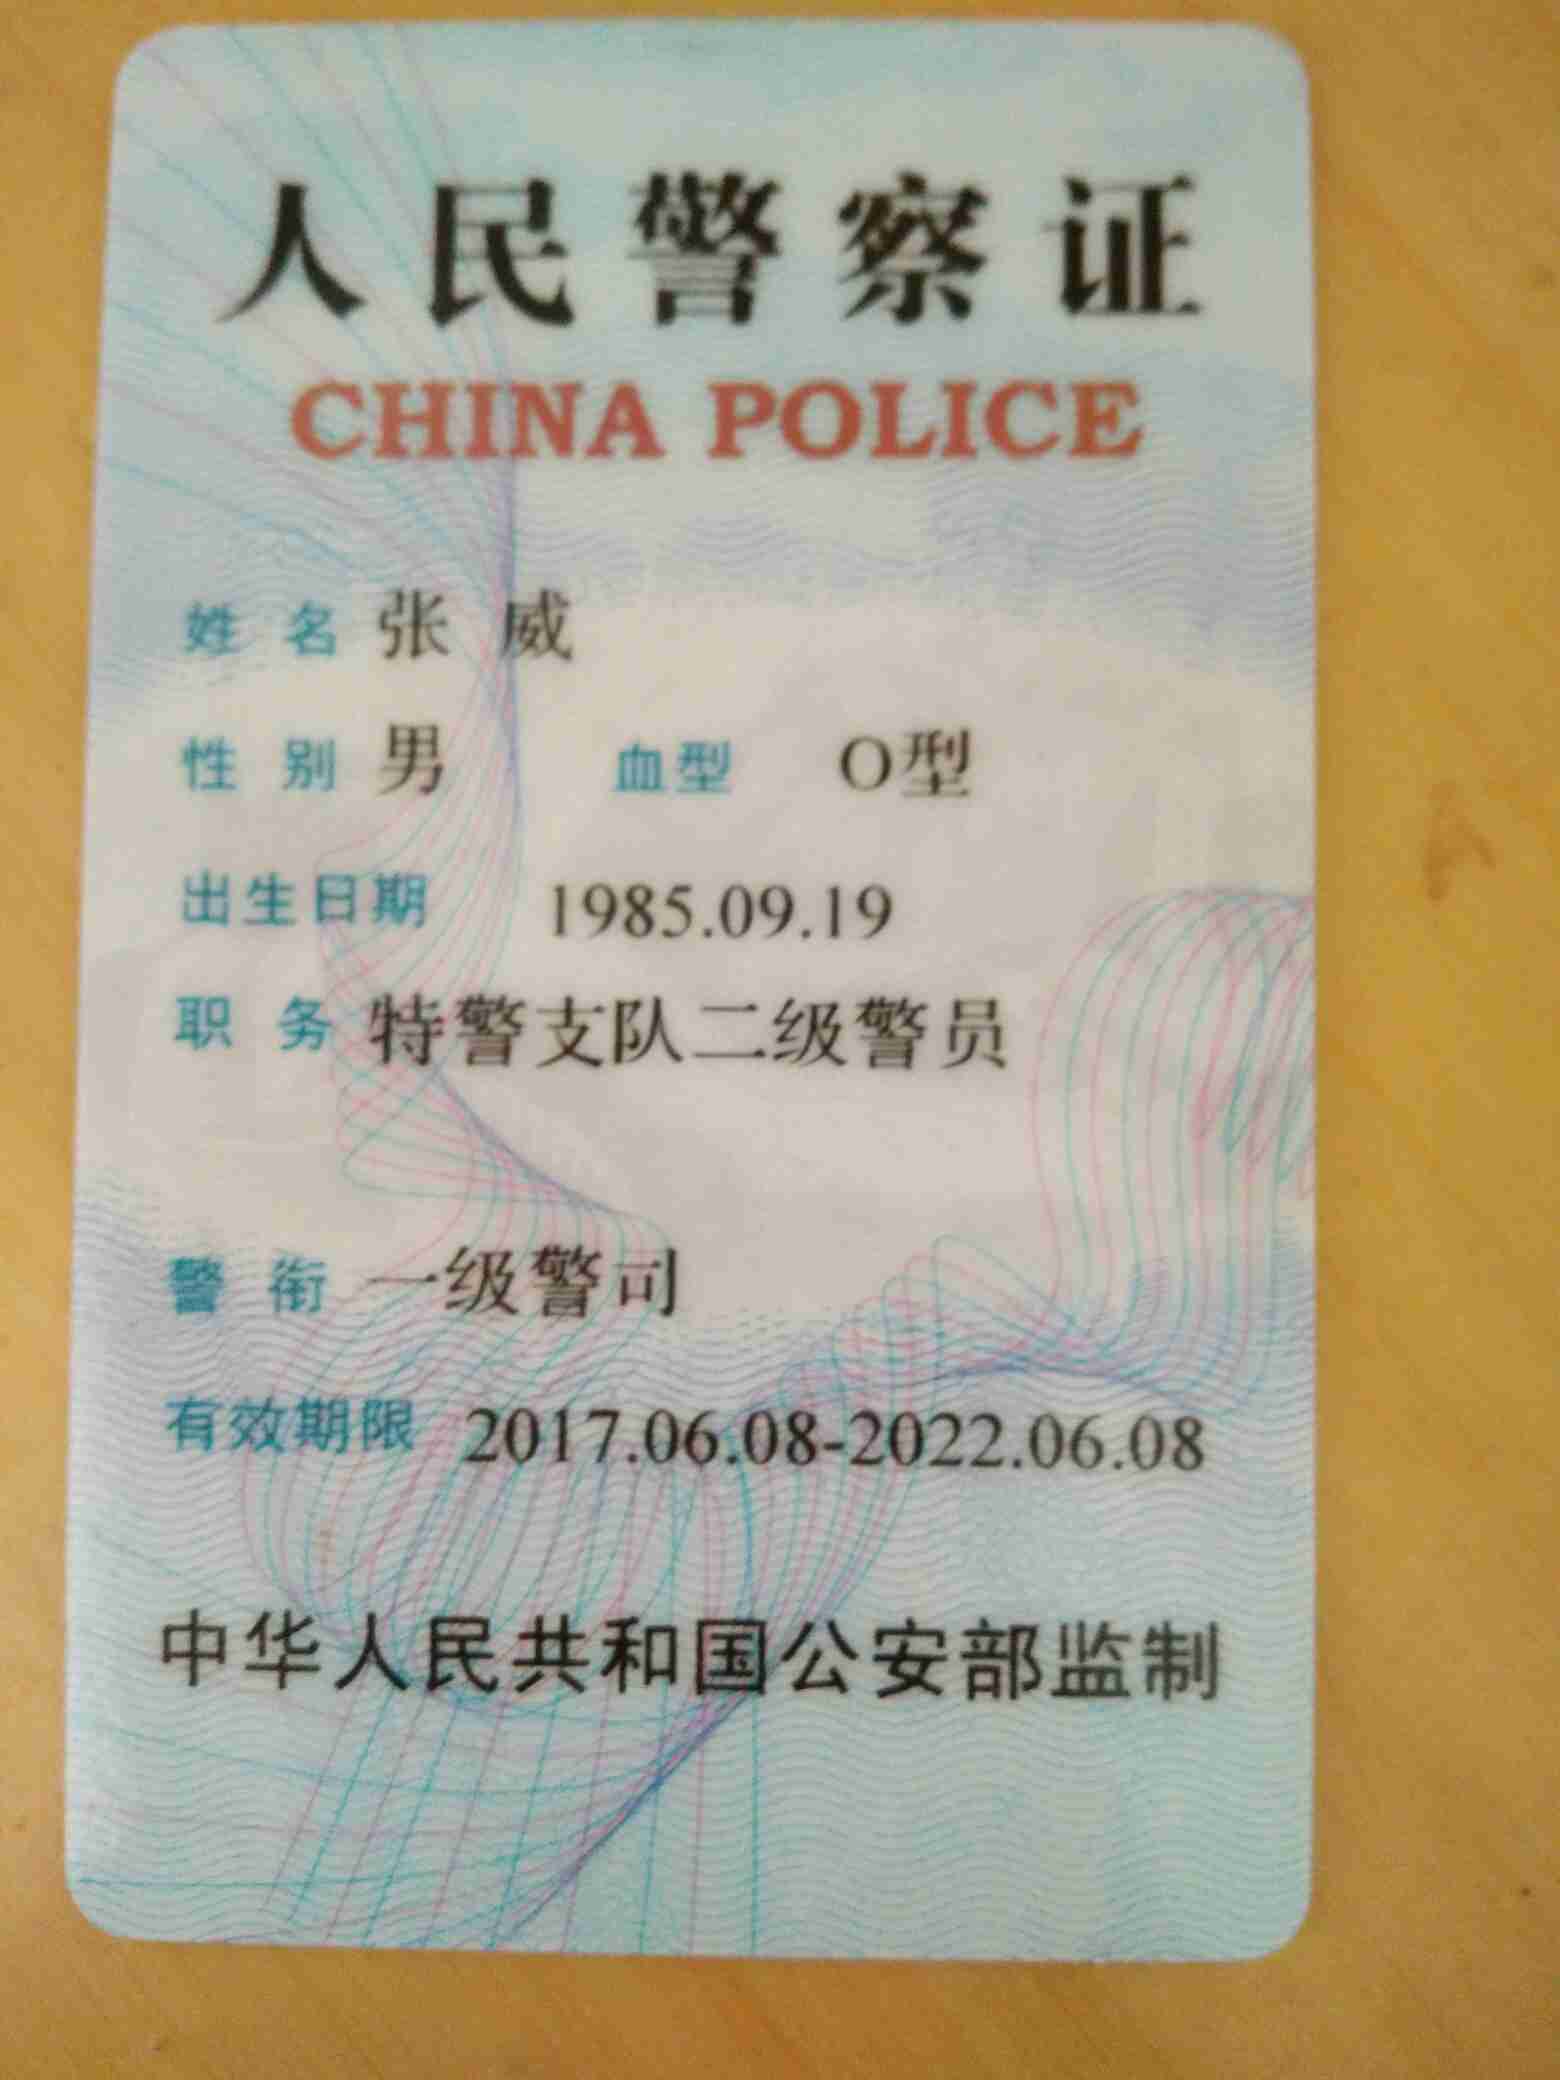 人民警察证
CHINA POLICE
姓名 张威
性别 男 血型 O型
出生日期 1985.09.19
职务 特警支队二级警员
警衔 一级警司
有效期限 2017.06.08-2022.06.08
中华人民共和国公安部监制